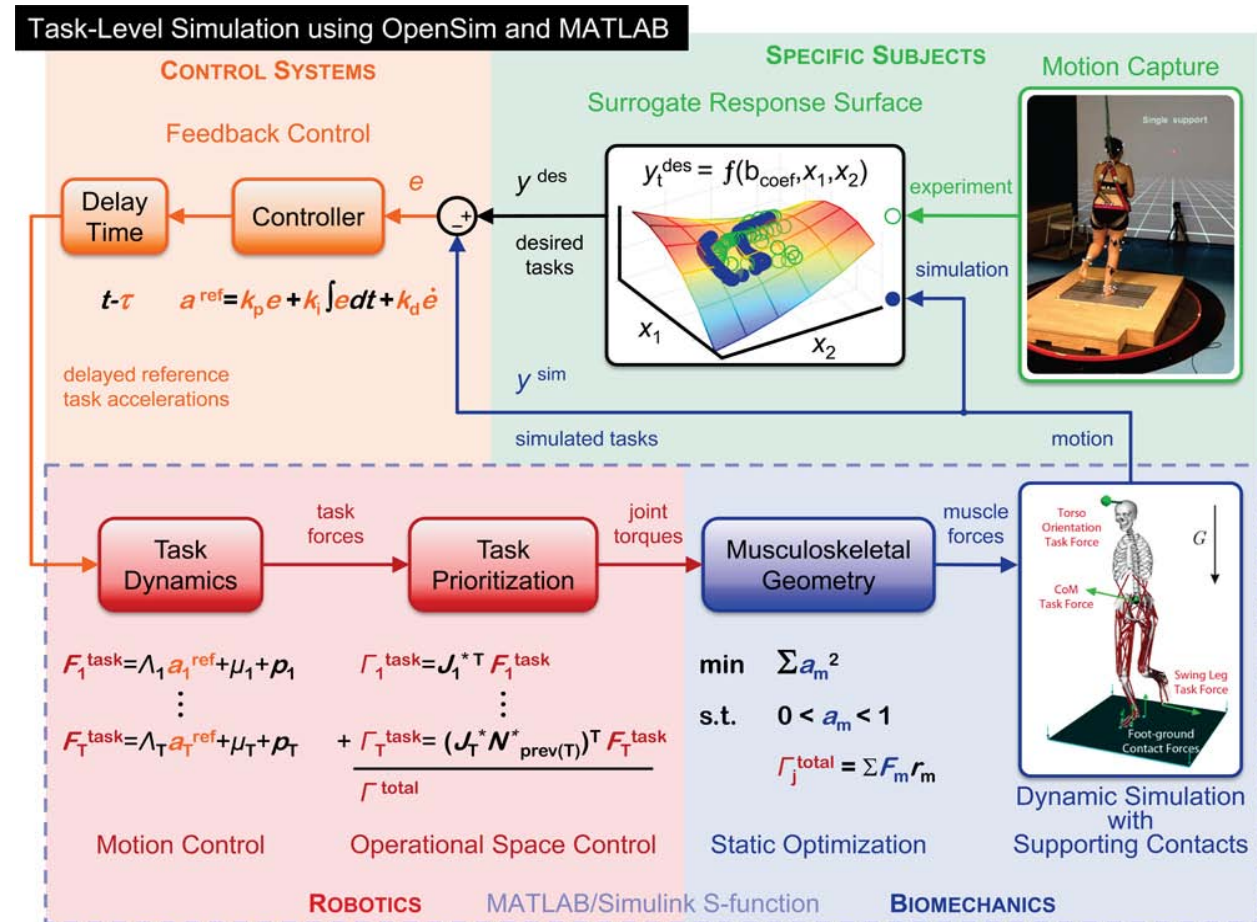 Task-Level Simulation using OpenSim and MATLAB
CONTROL SYSTEMS
SPECIFIC SUBJECTS
Motion Capture
Surrogate Response Surface
Feedback Control
Single support
Delay
Time
Controller
e
+
−
y des
desired
tasks
y_t^des = f(b_coef, x_1, x_2)
x_1
x_2
experiment
simulation
t-τ
a^ref = k_p e + k_i ∫e dt + k_d ė
delayed reference
task accelerations
y sim
simulated tasks
motion
Task
Dynamics
task
forces
Task
Prioritization
joint
torques
Musculoskeletal
Geometry
muscle
forces
Torso
Orientation
Task Force
G
CoM
Task Force
Swing Leg
Task Force
Foot-ground
Contact Forces
F_1^task = Λ_1 a_1^ref + μ_1 + p_1
⋮
F_T^task = Λ_T a_T^ref + μ_T + p_T
Γ_1^task = J_1^*T F_1^task
⋮
+ Γ_T^task = (J_T^* N^*_prev(T))^T F_T^task
Γ^total
min Σa_m^2
s.t. 0 < a_m < 1
Γ_j^total = ΣF_m r_m
Motion Control
Operational Space Control
Static Optimization
Dynamic Simulation
with
Supporting Contacts
ROBOTICS
MATLAB/Simulink S-function
BIOMECHANICS